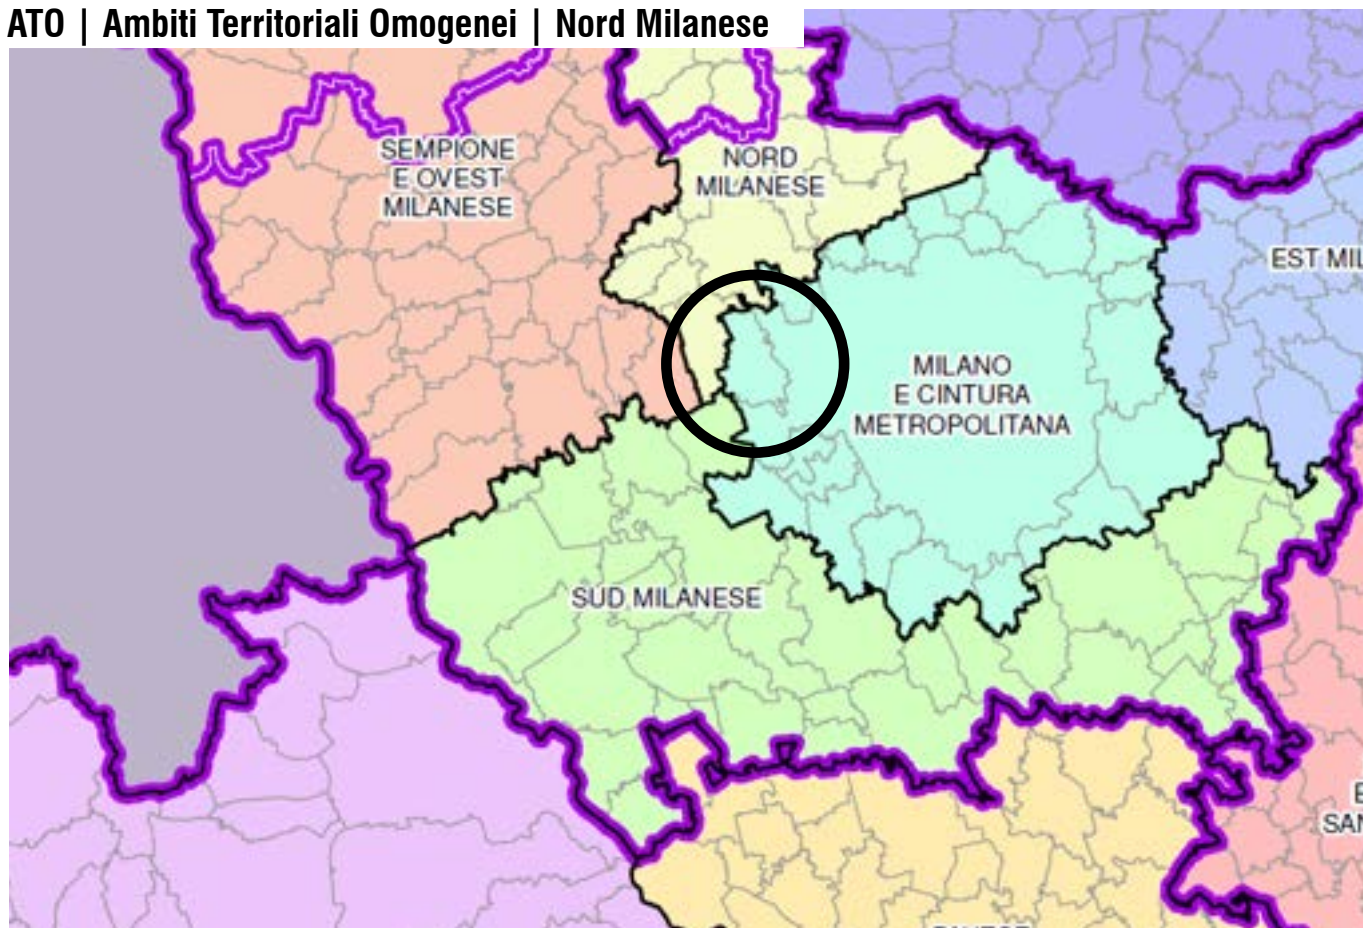 ATO | Ambiti Territoriali Omogenei | Nord Milanese
SEMPIONE
E OVEST
MILANESE
NORD
MILANESE
EST MIL
MILANO
E CINTURA
METROPOLITANA
SUD MILANESE
E
SAN